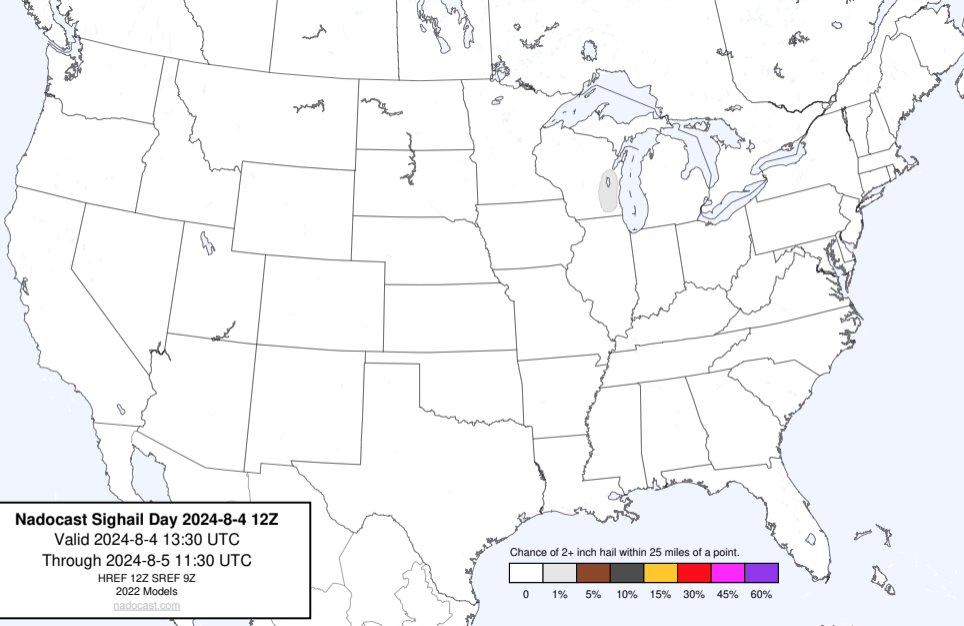 Nadocast Sighail Day 2024-8-4 12Z
Valid 2024-8-4 13:30 UTC
Through 2024-8-5 11:30 UTC
HREF 12Z SREF 9Z
2022 Models
nadocast.com
Chance of 2+ inch hail within 25 miles of a point.
0 1% 5% 10% 15% 30% 45% 60%